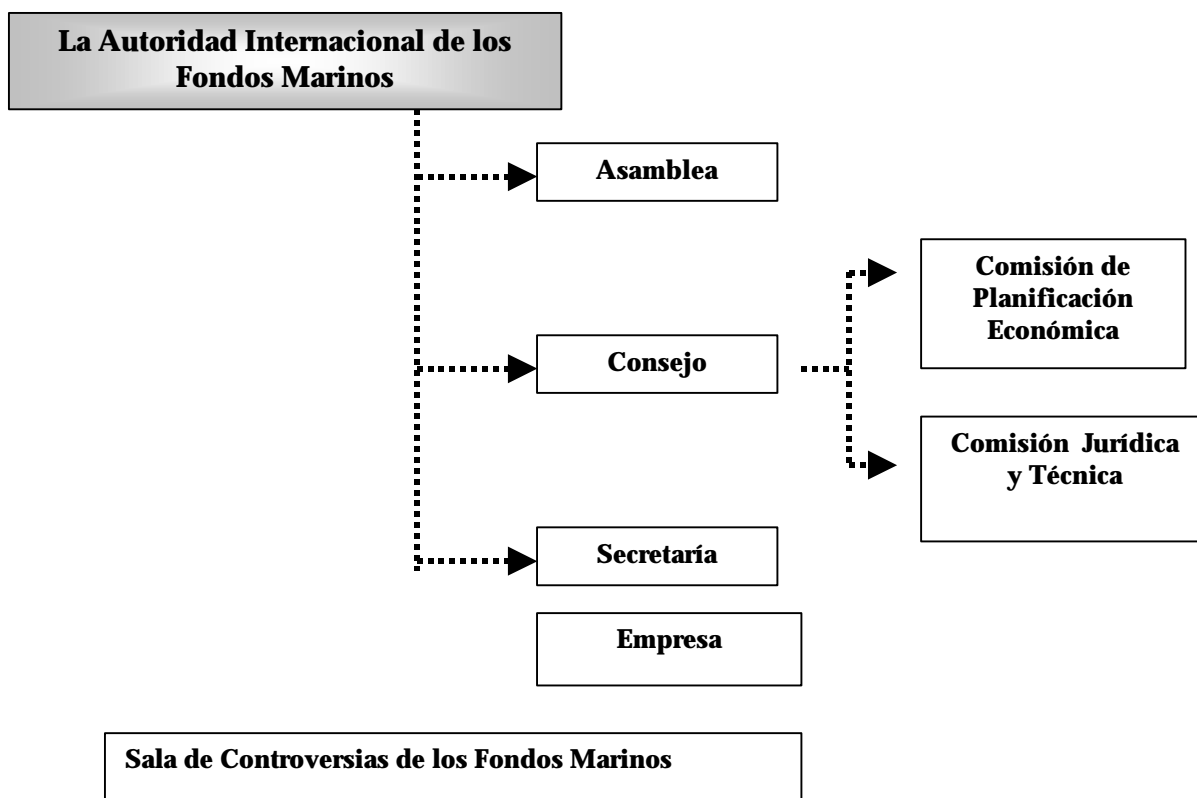 La Autoridad Internacional de los
Fondos Marinos
Asamblea
Comisión de
Planificación
Económica
Consejo
Comisión Jurídica
y Técnica
Secretaría
Empresa
Sala de Controversias de los Fondos Marinos